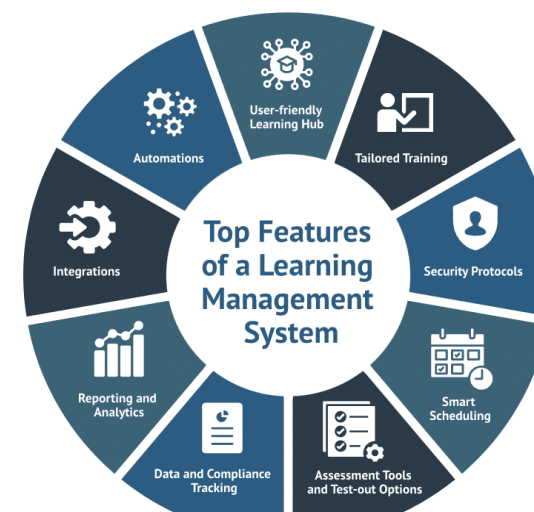 Top Features
of a Learning
Management
System
User-friendly
Learning Hub
Tailored Training
Security Protocols
Smart
Scheduling
Assessment Tools
and Test-out Options
Data and Compliance
Tracking
Reporting and
Analytics
Integrations
Automations